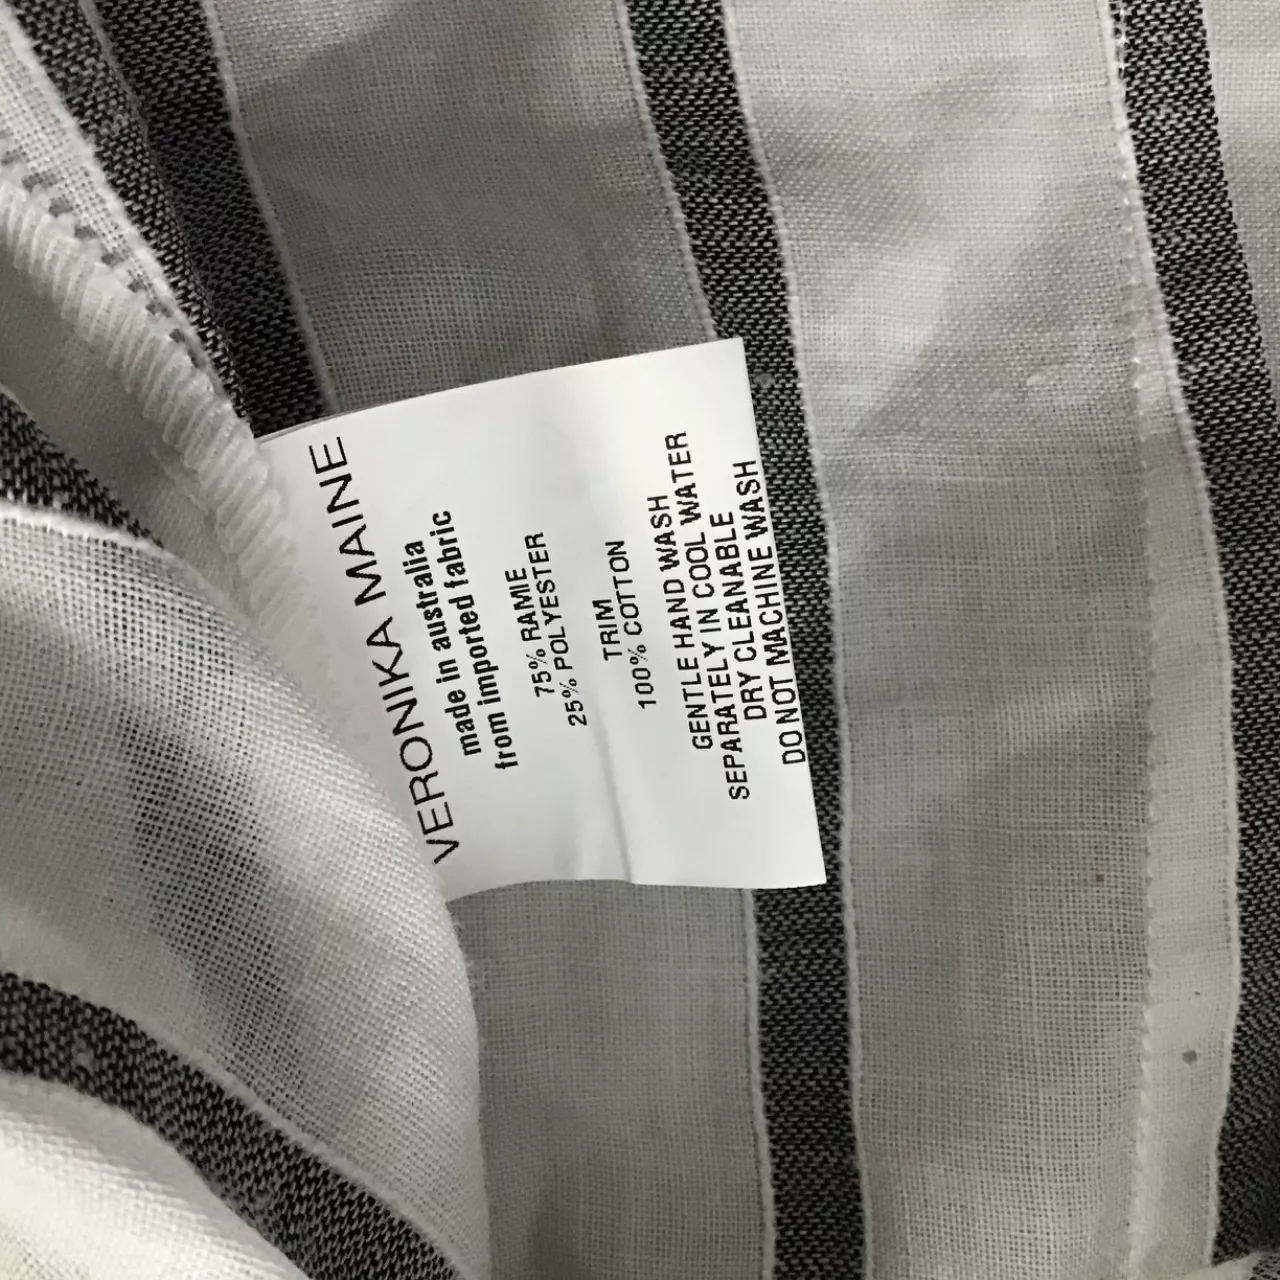 VERONIKA MAINE
made in australia
from imported fabric
75% RAMIE
25% POLYESTER
TRIM
100% COTTON
GENTLE HAND WASH
SEPARATELY IN COOL WATER
DRY CLEANABLE
DO NOT MACHINE WASH